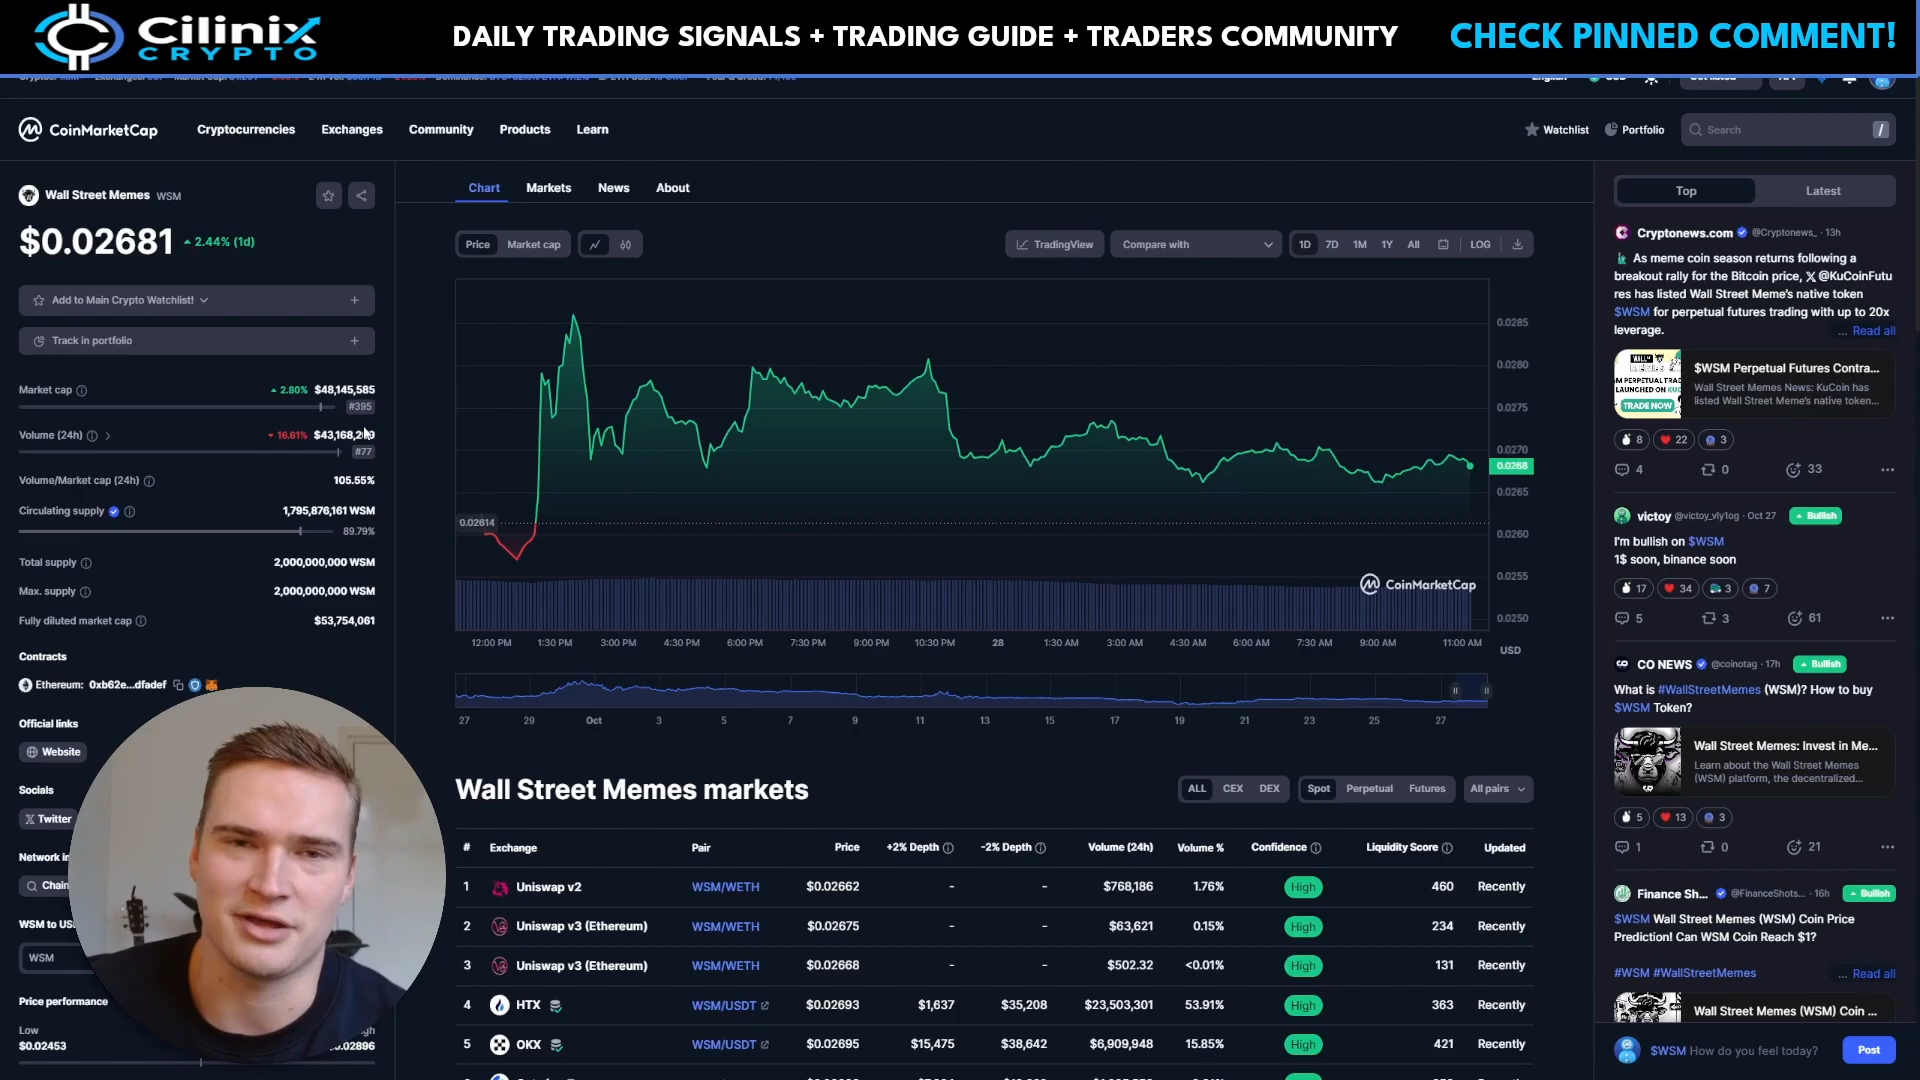 Cilinix
CRYPTO
DAILY TRADING SIGNALS + TRADING GUIDE + TRADERS COMMUNITY
CHECK PINNED COMMENT!
CoinMarketCap
Cryptocurrencies
Exchanges
Community
Products
Learn
Watchlist
Portfolio
Search
/
Wall Street Memes WSM
$0.02681
2.44% (1d)
Add to Main Crypto Watchlist!
Track in portfolio
Market cap
2.80% $48,145,585
#395
Volume (24h)
16.61%
#77
Volume/Market cap (24h)
105.55%
Circulating supply
1,795,876,161 WSM
89.79%
Total supply
2,000,000,000 WSM
Max. supply
2,000,000,000 WSM
Fully diluted market cap
$53,754,061
Contracts
Ethereum: 0xb62e...dfadef
Official links
Website
Socials
Twitter
Network
Chain
WSM to
WSM
Price performance
Low
$0.02453
Chart
Markets
News
About
Price
Market cap
TradingView
Compare with
1D
7D
1M
1Y
All
LOG
0.0285
0.0280
0.0275
0.0270
0.0268
0.0265
0.0260
0.0255
0.0250
0.02614
CoinMarketCap
12:00 PM
1:30 PM
3:00 PM
4:30 PM
6:00 PM
7:30 PM
9:00 PM
10:30 PM
28
1:30 AM
3:00 AM
4:30 AM
6:00 AM
7:30 AM
9:00 AM
11:00 AM
USD
27
29
Oct
3
5
7
9
11
13
15
17
19
21
23
25
27
Wall Street Memes markets
ALL
CEX
DEX
Spot
Perpetual
Futures
All pairs
# Exchange Pair Price +2% Depth -2% Depth Volume (24h) Volume % Confidence Liquidity Score Updated
1 Uniswap v2 WSM/WETH $0.02662 - - $768,186 1.76% High 460 Recently
2 Uniswap v3 (Ethereum) WSM/WETH $0.02675 - - $63,621 0.15% High 234 Recently
3 Uniswap v3 (Ethereum) WSM/WETH $0.02668 - - $502.32 <0.01% High 131 Recently
4 HTX WSM/USDT $0.02693 $1,637 $35,208 $23,503,301 53.91% High 363 Recently
5 OKX WSM/USDT $0.02695 $15,475 $38,642 $6,909,948 15.85% High 421 Recently
Top
Latest
Cryptonews.com @Cryptonews_ · 13h
As meme coin season returns following a
breakout rally for the Bitcoin price, X @KuCoinFutu
res has listed Wall Street Meme's native token
$WSM for perpetual futures trading with up to 20x
leverage.
... Read all
TRADE NOW
$WSM Perpetual Futures Contra...
Wall Street Memes News: KuCoin has
listed Wall Street Meme's native token...
8
22
3
4
0
33
victoy @victoy_vly1og · Oct 27
Bullish
I'm bullish on $WSM
1$ soon, binance soon
17
34
3
7
5
3
61
CO NEWS @coinotag · 17h
Bullish
What is #WallStreetMemes (WSM)? How to buy
$WSM Token?
Wall Street Memes: Invest in Me...
Learn about the Wall Street Memes
(WSM) platform, the decentralized...
5
13
3
1
0
21
Finance Sh... @FinanceShots... · 16h
Bullish
$WSM Wall Street Memes (WSM) Coin Price
Prediction! Can WSM Coin Reach $1?
#WSM #WallStreetMemes
... Read all
Wall Street Memes (WSM) Coin ...
$WSM How do you feel today?
Post